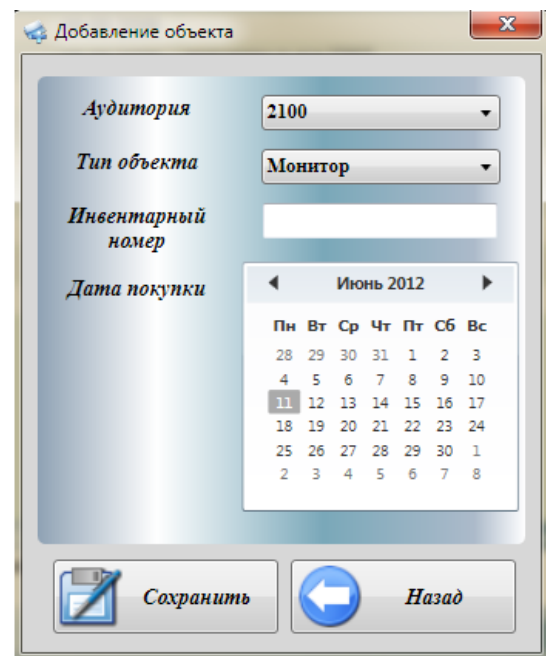 Добавление объекта
Аудитория 2100
Тип объекта Монитор
Инвентарный
номер
Дата покупки
Июнь 2012
Пн Вт Ср Чт Пт Сб Вс
28 29 30 31 1 2 3
4 5 6 7 8 9 10
11 12 13 14 15 16 17
18 19 20 21 22 23 24
25 26 27 28 29 30 1
2 3 4 5 6 7 8
Сохранить Назад